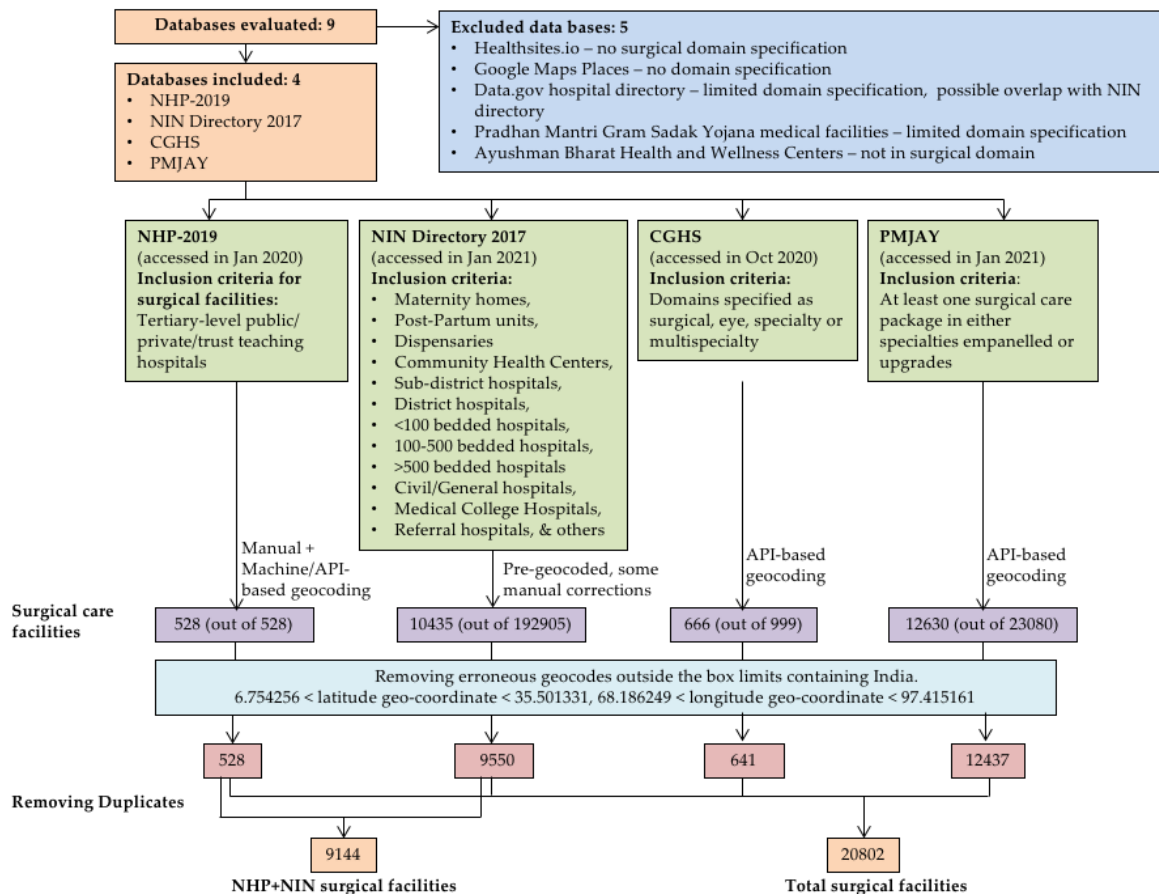 Databases evaluated: 9
Excluded data bases: 5
• Healthsites.io – no surgical domain specification
• Google Maps Places – no domain specification
• Data.gov hospital directory – limited domain specification, possible overlap with NIN
directory
• Pradhan Mantri Gram Sadak Yojana medical facilities – limited domain specification
• Ayushman Bharat Health and Wellness Centers – not in surgical domain
Databases included: 4
• NHP-2019
• NIN Directory 2017
• CGHS
• PMJAY
NHP-2019
(accessed in Jan 2020)
Inclusion criteria for
surgical facilities:
Tertiary-level public/
private/trust teaching
hospitals
NIN Directory 2017
(accessed in Jan 2021)
Inclusion criteria:
• Maternity homes,
• Post-Partum units,
• Dispensaries
• Community Health Centers,
• Sub-district hospitals,
• District hospitals,
• <100 bedded hospitals,
• 100-500 bedded hospitals,
• >500 bedded hospitals
• Civil/General hospitals,
• Medical College Hospitals,
• Referral hospitals, & others
CGHS
(accessed in Oct 2020)
Inclusion criteria:
Domains specified as
surgical, eye, specialty or
multispecialty
PMJAY
(accessed in Jan 2021)
Inclusion criteria:
At least one surgical care
package in either
specialties empanelled or
upgrades
Manual +
Machine/API-
based geocoding
Pre-geocoded, some
manual corrections
API-based
geocoding
API-based
geocoding
Surgical care
facilities
528 (out of 528)
10435 (out of 192905)
666 (out of 999)
12630 (out of 23080)
Removing erroneous geocodes outside the box limits containing India.
6.754256 < latitude geo-coordinate < 35.501331, 68.186249 < longitude geo-coordinate < 97.415161
528
9550
641
12437
Removing Duplicates
9144
20802
NHP+NIN surgical facilities
Total surgical facilities